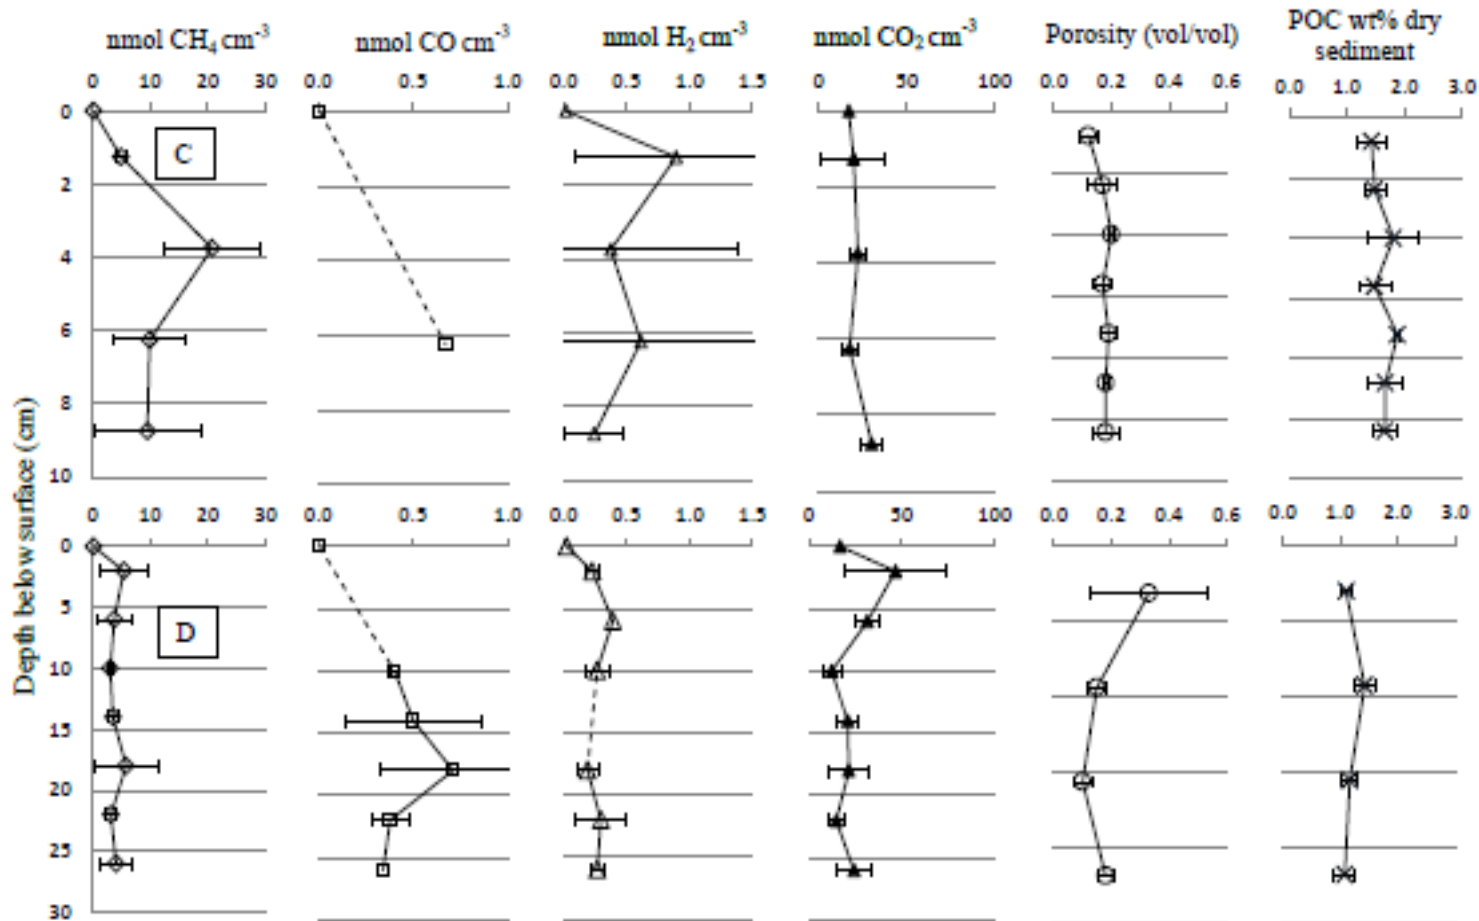 nmol CH4 cm-3
nmol CO cm-3
nmol H2 cm-3
nmol CO2 cm-3
Porosity (vol/vol)
POC wt% dry
sediment
0 10 20 30
0.0 0.5 1.0
0.0 0.5 1.0 1.5
0 50 100
0.0 0.2 0.4 0.6
0.0 1.0 2.0 3.0
0
2
4
6
8
10
C
Depth below surface (cm)
0 10 20 30
0.0 0.5 1.0
0.0 0.5 1.0 1.5
0 50 100
0.0 0.2 0.4 0.6
0.0 1.0 2.0 3.0
0
5
10
15
20
25
30
D